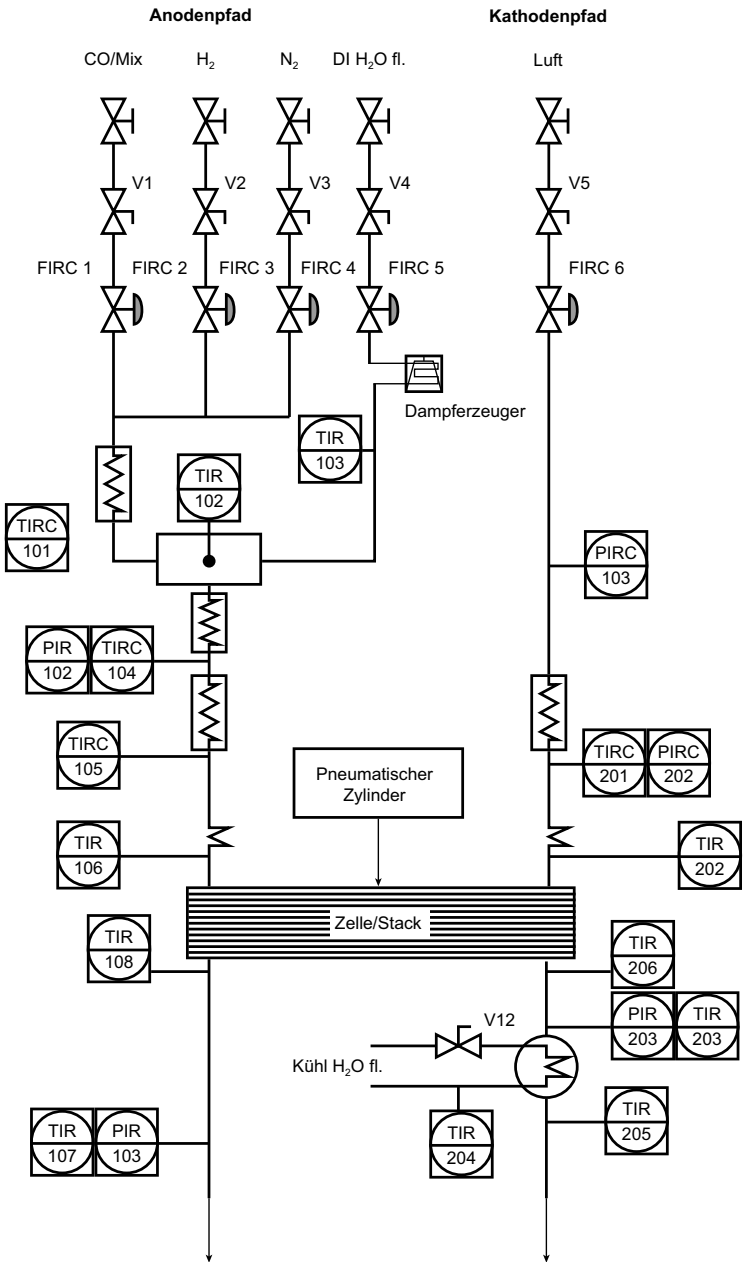 Anodenpfad
Kathodenpfad
CO/Mix
H₂
N₂
DI H₂O fl.
Luft
V1
V2
V3
V4
V5
FIRC 1
FIRC 2
FIRC 3
FIRC 4
FIRC 5
FIRC 6
Dampferzeuger
TIR
103
TIR
102
TIRC
101
PIRC
103
PIR
102
TIRC
104
TIRC
105
TIRC
201
PIRC
202
Pneumatischer
Zylinder
TIR
106
TIR
202
Zelle/Stack
TIR
108
TIR
206
PIR
203
TIR
203
V12
Kühl H₂O fl.
TIR
204
TIR
205
TIR
107
PIR
103